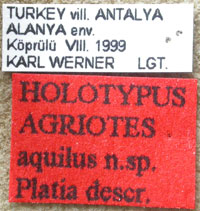 TURKEY vill. ANTALYA
ALANYA env.
Köprülü VIII. 1999
KARL WERNER LGT.
HOLOTYPUS
AGRIOTES
aquilus n.sp.
Platia descr.